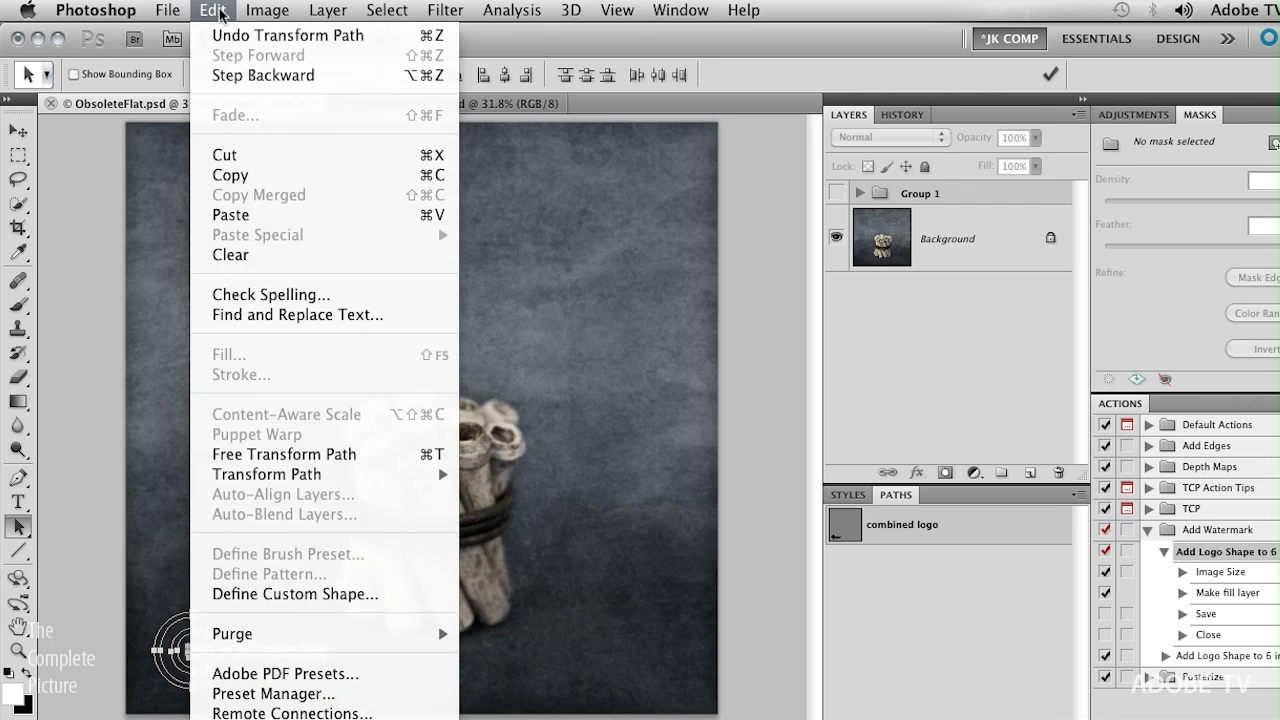 Photoshop File Edit Image Layer Select Filter Analysis 3D View Window Help Adobe TV
Ps Br Mb *JK COMP ESSENTIALS DESIGN
Show Bounding Box
© ObsoleteFlat.psd @ 3
d @ 31.8% (RGB/8)
Undo Transform Path ⌘Z
Step Forward ⇧⌘Z
Step Backward ⌥⌘Z
Fade... ⇧⌘F
Cut ⌘X
Copy ⌘C
Copy Merged ⇧⌘C
Paste ⌘V
Paste Special
Clear
Check Spelling...
Find and Replace Text...
Fill... ⇧F5
Stroke...
Content-Aware Scale ⌥⇧⌘C
Puppet Warp
Free Transform Path ⌘T
Transform Path
Auto-Align Layers...
Auto-Blend Layers...
Define Brush Preset...
Define Pattern...
Define Custom Shape...
Purge
Adobe PDF Presets...
Preset Manager...
Remote Connections...
The
Complete
Picture
LAYERS HISTORY
Normal Opacity: 100%
Lock: Fill: 100%
Group 1
Background
STYLES PATHS
combined logo
ADJUSTMENTS MASKS
No mask selected
Density:
Feather:
Refine: Mask Edg
Color Ran
Invert
ACTIONS
Default Actions
Add Edges
Depth Maps
TCP Action Tips
TCP
Add Watermark
Add Logo Shape to 6
Image Size
Make fill layer
Save
Close
Add Logo Shape to 6 in
ADOBE TV